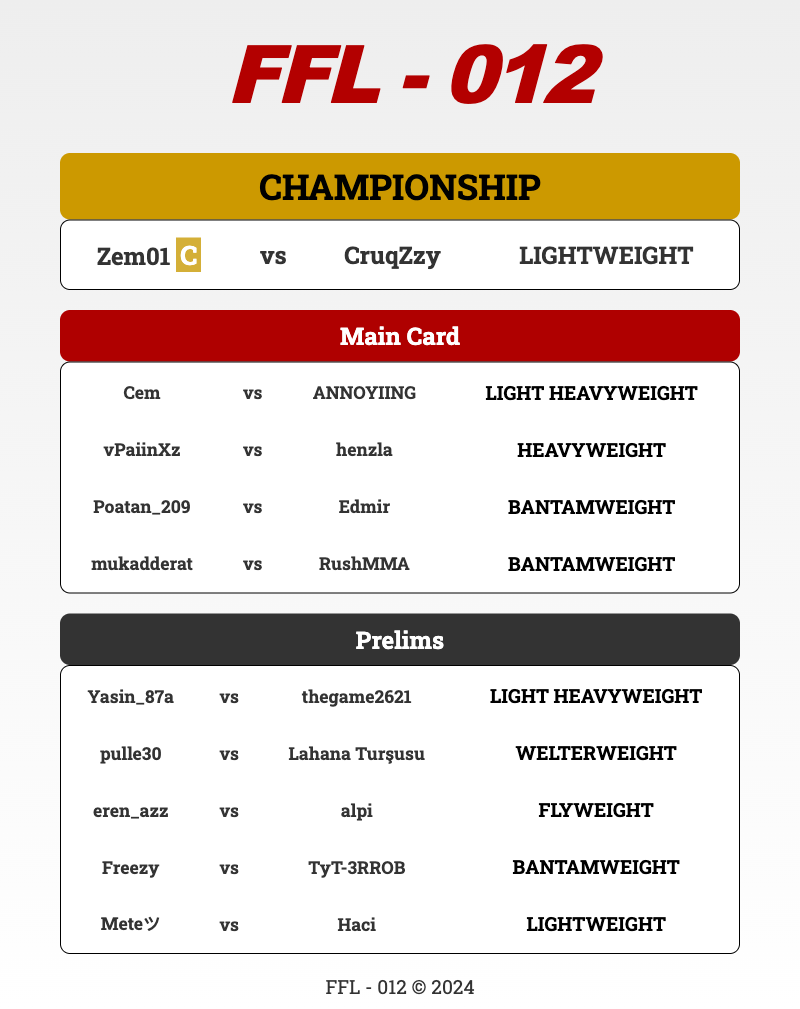 FFL - 012
CHAMPIONSHIP
Zem01 C vs CruqZzy LIGHTWEIGHT
Main Card
Cem vs ANNOYIING LIGHT HEAVYWEIGHT
vPaiinXz vs henzla HEAVYWEIGHT
Poatan_209 vs Edmir BANTAMWEIGHT
mukadderat vs RushMMA BANTAMWEIGHT
Prelims
Yasin_87a vs thegame2621 LIGHT HEAVYWEIGHT
pulle30 vs Lahana Turşusu WELTERWEIGHT
eren_azz vs alpi FLYWEIGHT
Freezy vs TyT-3RROB BANTAMWEIGHT
Meteツ vs Haci LIGHTWEIGHT
FFL - 012 © 2024